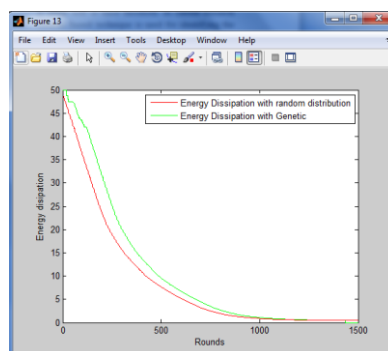 Figure 13
File Edit View Insert Tools Desktop Window Help
Energy Dissipation with random distribution
Energy Dissipation with Genetic
50
45
40
35
30
25
20
15
10
5
0
Energy disipation
0 500 1000 1500
Rounds